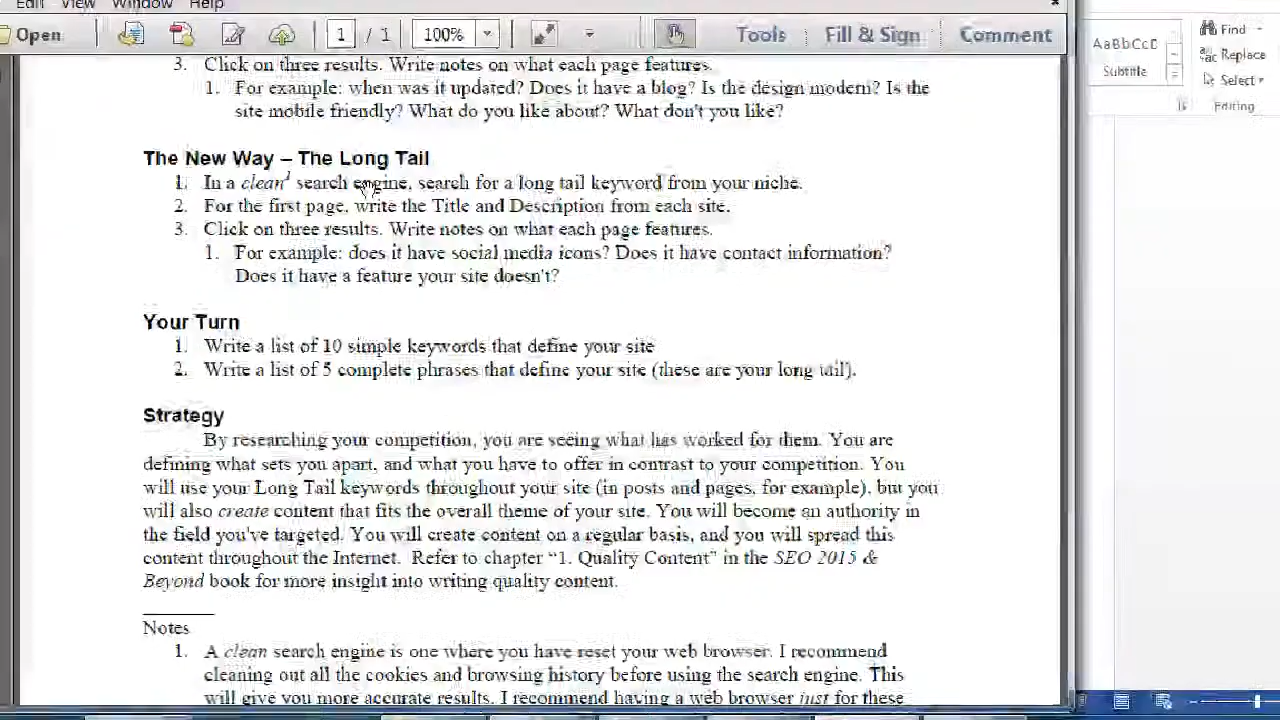 Edit View Window Help
Open 1 / 1 100% Tools Fill & Sign Comment
AaBbCcD
Subtitle
Find
Replace
Select
Editing
3. Click on three results. Write notes on what each page features.
1. For example: when was it updated? Does it have a blog? Is the design modern? Is the
site mobile friendly? What do you like about? What don't you like?
The New Way – The Long Tail
1. In a clean1 search engine, search for a long tail keyword from your niche.
2. For the first page, write the Title and Description from each site.
3. Click on three results. Write notes on what each page features.
1. For example: does it have social media icons? Does it have contact information?
Does it have a feature your site doesn't?
Your Turn
1. Write a list of 10 simple keywords that define your site
2. Write a list of 5 complete phrases that define your site (these are your long tail).
Strategy
By researching your competition, you are seeing what has worked for them. You are
defining what sets you apart, and what you have to offer in contrast to your competition. You
will use your Long Tail keywords throughout your site (in posts and pages, for example), but you
will also create content that fits the overall theme of your site. You will become an authority in
the field you've targeted. You will create content on a regular basis, and you will spread this
content throughout the Internet. Refer to chapter “1. Quality Content” in the SEO 2015 &
Beyond book for more insight into writing quality content.
Notes
1. A clean search engine is one where you have reset your web browser. I recommend
cleaning out all the cookies and browsing history before using the search engine. This
will give you more accurate results. I recommend having a web browser just for these